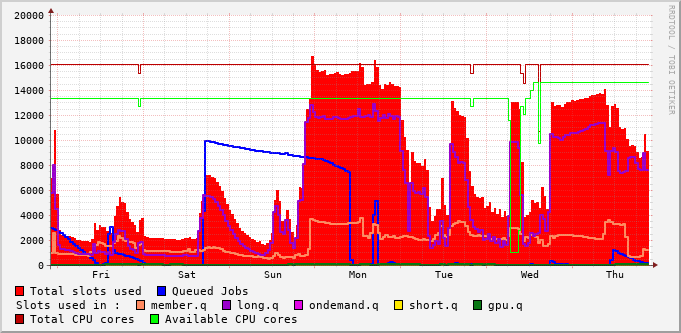 RRDTOOL / TOBI OETIKER
20000
18000
16000
14000
12000
10000
8000
6000
4000
2000
0
Fri Sat Sun Mon Tue Wed Thu
Total slots used Queued Jobs
Slots used in : member.q long.q ondemand.q short.q gpu.q
Total CPU cores Available CPU cores